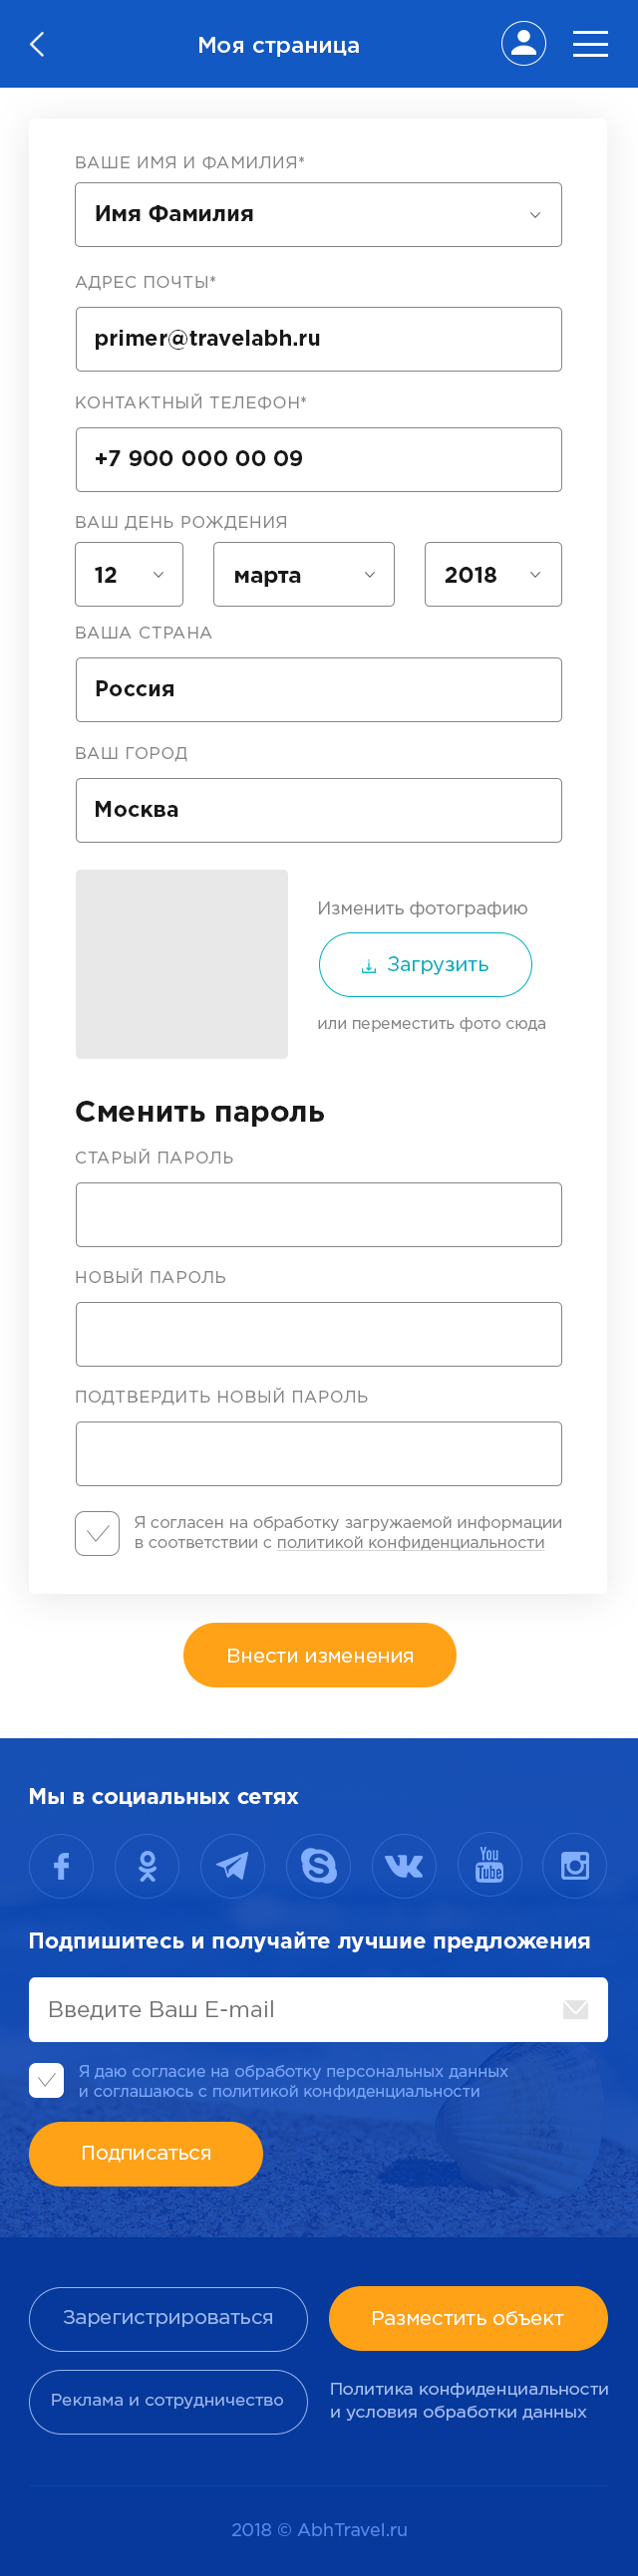 Моя страница
ВАШЕ ИМЯ И ФАМИЛИЯ*
Имя Фамилия
АДРЕС ПОЧТЫ*
primer@travelabh.ru
КОНТАКТНЫЙ ТЕЛЕФОН*
+7 900 000 00 09
ВАШ ДЕНЬ РОЖДЕНИЯ
12 марта 2018
ВАША СТРАНА
Россия
ВАШ ГОРОД
Москва
Изменить фотографию
Загрузить
или переместить фото сюда
Сменить пароль
СТАРЫЙ ПАРОЛЬ
НОВЫЙ ПАРОЛЬ
ПОДТВЕРДИТЬ НОВЫЙ ПАРОЛЬ
Я согласен на обработку загружаемой информации
в соответствии с политикой конфиденциальности
Внести изменения
Мы в социальных сетях
You
Tube
Подпишитесь и получайте лучшие предложения
Введите Ваш E-mail
Я даю согласие на обработку персональных данных
и соглашаюсь с политикой конфиденциальности
Подписаться
Зарегистрироваться
Разместить объект
Реклама и сотрудничество
Политика конфиденциальности
и условия обработки данных
2018 © AbhTravel.ru